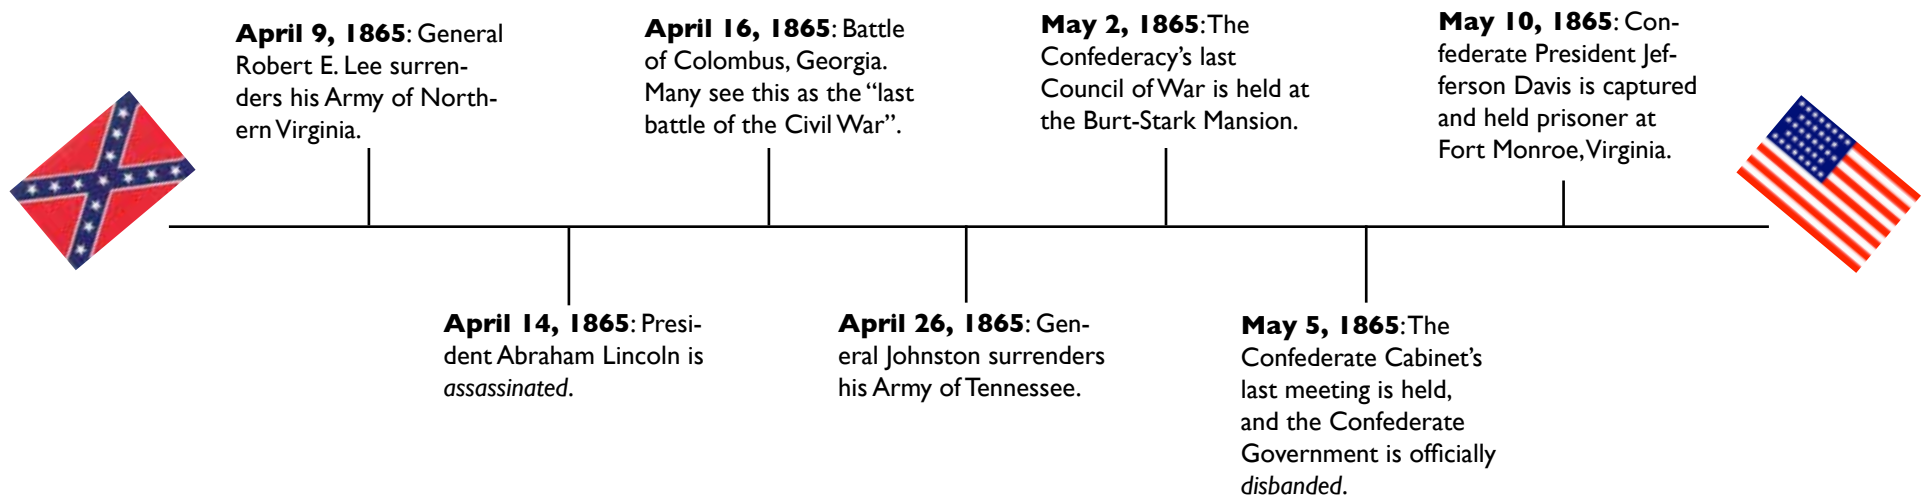 April 9, 1865: General
Robert E. Lee surren-
ders his Army of North-
ern Virginia.
April 14, 1865: Presi-
dent Abraham Lincoln is
assassinated.
April 16, 1865: Battle
of Colombus, Georgia.
Many see this as the “last
battle of the Civil War”.
April 26, 1865: Gen-
eral Johnston surrenders
his Army of Tennessee.
May 2, 1865: The
Confederacy’s last
Council of War is held at
the Burt-Stark Mansion.
May 5, 1865: The
Confederate Cabinet’s
last meeting is held,
and the Confederate
Government is officially
disbanded.
May 10, 1865: Con-
federate President Jef-
ferson Davis is captured
and held prisoner at
Fort Monroe, Virginia.